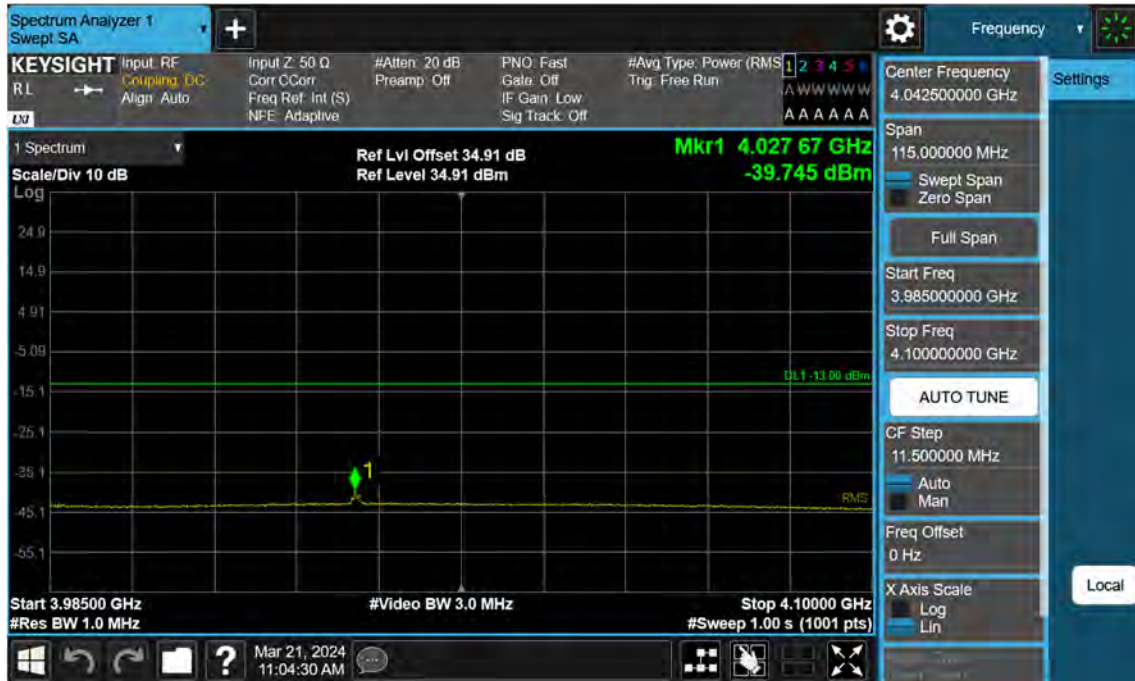 Spectrum Analyzer 1
Swept SA
Frequency
KEYSIGHT
RL
LXI
Input: RF
Coupling: DC
Align: Auto
Input Z: 50 Ω
Corr CCorr
Freq Ref: Int (S)
NFE: Adaptive
#Atten: 20 dB
Preamp: Off
PNO: Fast
Gate: Off
IF Gain: Low
Sig Track: Off
#Avg Type: Power (RMS
Trig: Free Run
1 2 3 4 5 6
A W W W W W
A A A A A A
1 Spectrum
Scale/Div 10 dB
Ref Lvl Offset 34.91 dB
Ref Level 34.91 dBm
Mkr1 4.027 67 GHz
-39.745 dBm
Log
24.9
14.9
4.91
-5.09
-15.1
-25.1
-35.1
-45.1
-55.1
DL1 -13.00 dBm
1
RMS
Start 3.98500 GHz
#Res BW 1.0 MHz
#Video BW 3.0 MHz
Stop 4.10000 GHz
#Sweep 1.00 s (1001 pts)
Center Frequency
4.042500000 GHz
Settings
Span
115.000000 MHz
Swept Span
Zero Span
Full Span
Start Freq
3.985000000 GHz
Stop Freq
4.100000000 GHz
AUTO TUNE
CF Step
11.500000 MHz
Auto
Man
Freq Offset
0 Hz
X Axis Scale
Log
Lin
Local
?
Mar 21, 2024
11:04:30 AM